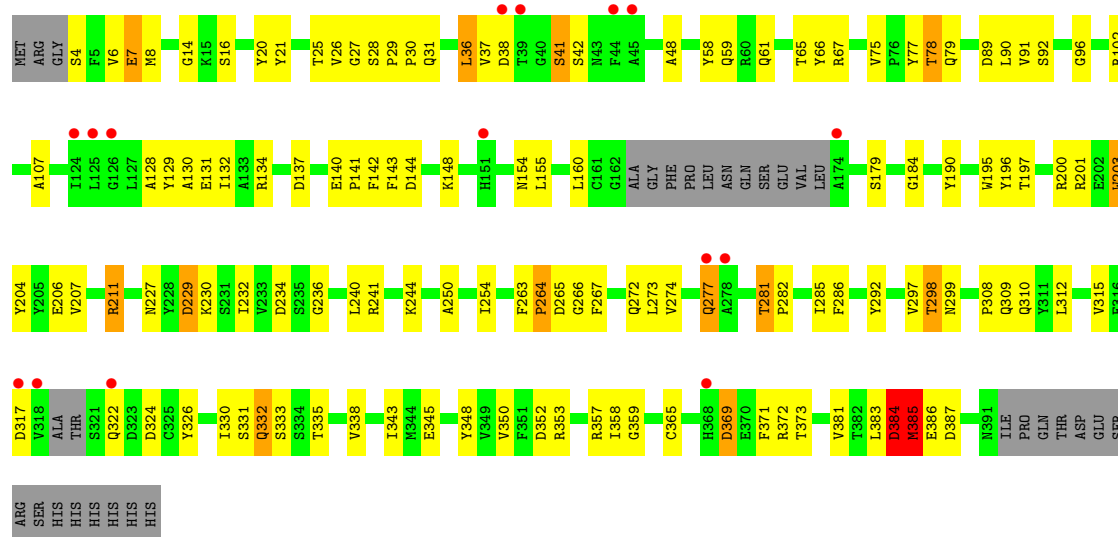 MET ARG GLY S4 F5 V6 E7 M8 G14 K15 S16 Y20 Y21 T25 V26 G27 S28 P29 P30 Q31 L36 V37 D38 T39 G40 S41 S42 N43 F44 A45 A48 Y58 Q59 R60 Q61 T65 Y66 R67 V75 P76 Y77 T78 Q79 D89 L90 V91 S92 G96
A107 I124 L125 G126 L127 A128 Y129 A130 E131 I132 A133 R134 D137 E140 P141 F142 F143 D144 K148 H151 N154 L155 L160 C161 G162 ALA GLY PHE PRO LEU ASN GLN SER GLU VAL LEU A174 S179 G184 Y190 W195 Y196 T197 R200 R201 E202
Y204 Y205 E206 V207 R211 N227 Y228 D229 K230 S231 I232 V233 D234 S235 G236 L240 R241 K244 A250 I254 F263 P264 D265 G266 F267 Q272 L273 V274 Q277 A278 T281 P282 I285 F286 Y292 V297 T298 N299 P308 Q309 Q310 Y311 L312 V315
D317 V318 ALA THR S321 Q322 D323 D324 C325 Y326 I330 S331 Q332 S333 S334 T335 V338 I343 M344 E345 Y348 V349 V350 F351 D352 R353 R357 I358 G359 C365 H368 D369 E370 F371 R372 T373 V381 T382 L383 D384 M385 E386 D387 N391 ILE PRO GLN THR ASP GLU
ARG SER HIS HIS HIS HIS HIS HIS